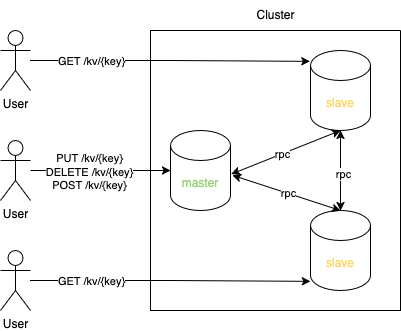 Cluster
GET /kv/{key}
User
slave
PUT /kv/{key}
DELETE /kv/{key}
POST /kv/{key}
User
master
rpc
rpc
rpc
GET /kv/{key}
User
slave